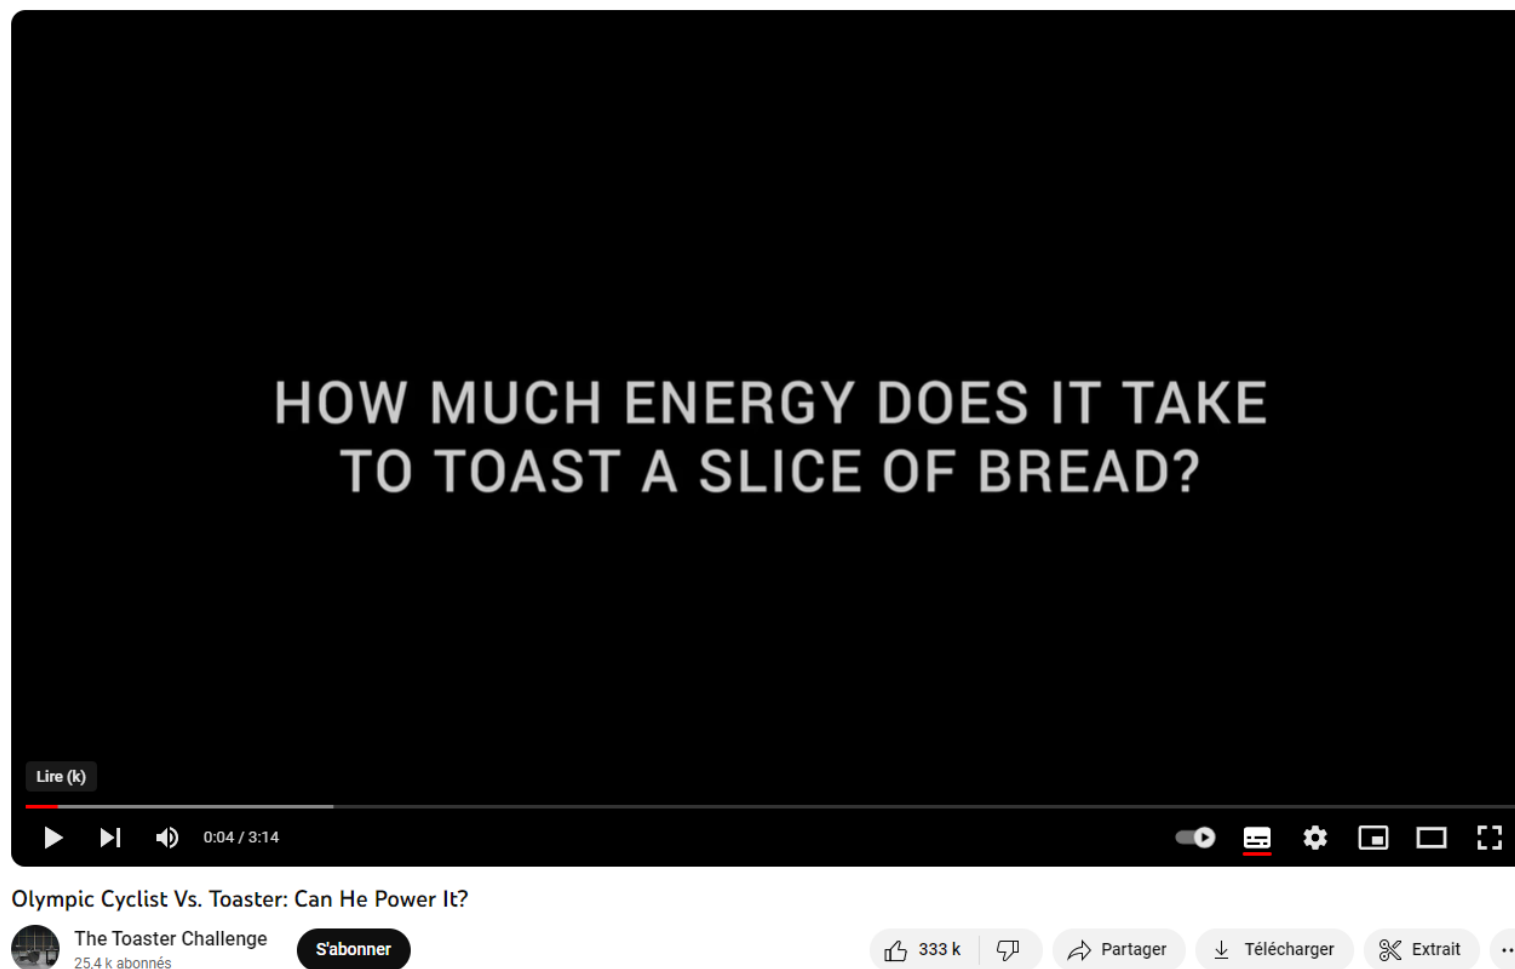 HOW MUCH ENERGY DOES IT TAKE
TO TOAST A SLICE OF BREAD?
Lire (k)
0:04 / 3:14
Olympic Cyclist Vs. Toaster: Can He Power It?
The Toaster Challenge
25,4 k abonnés
S'abonner
333 k
Partager
Télécharger
Extrait